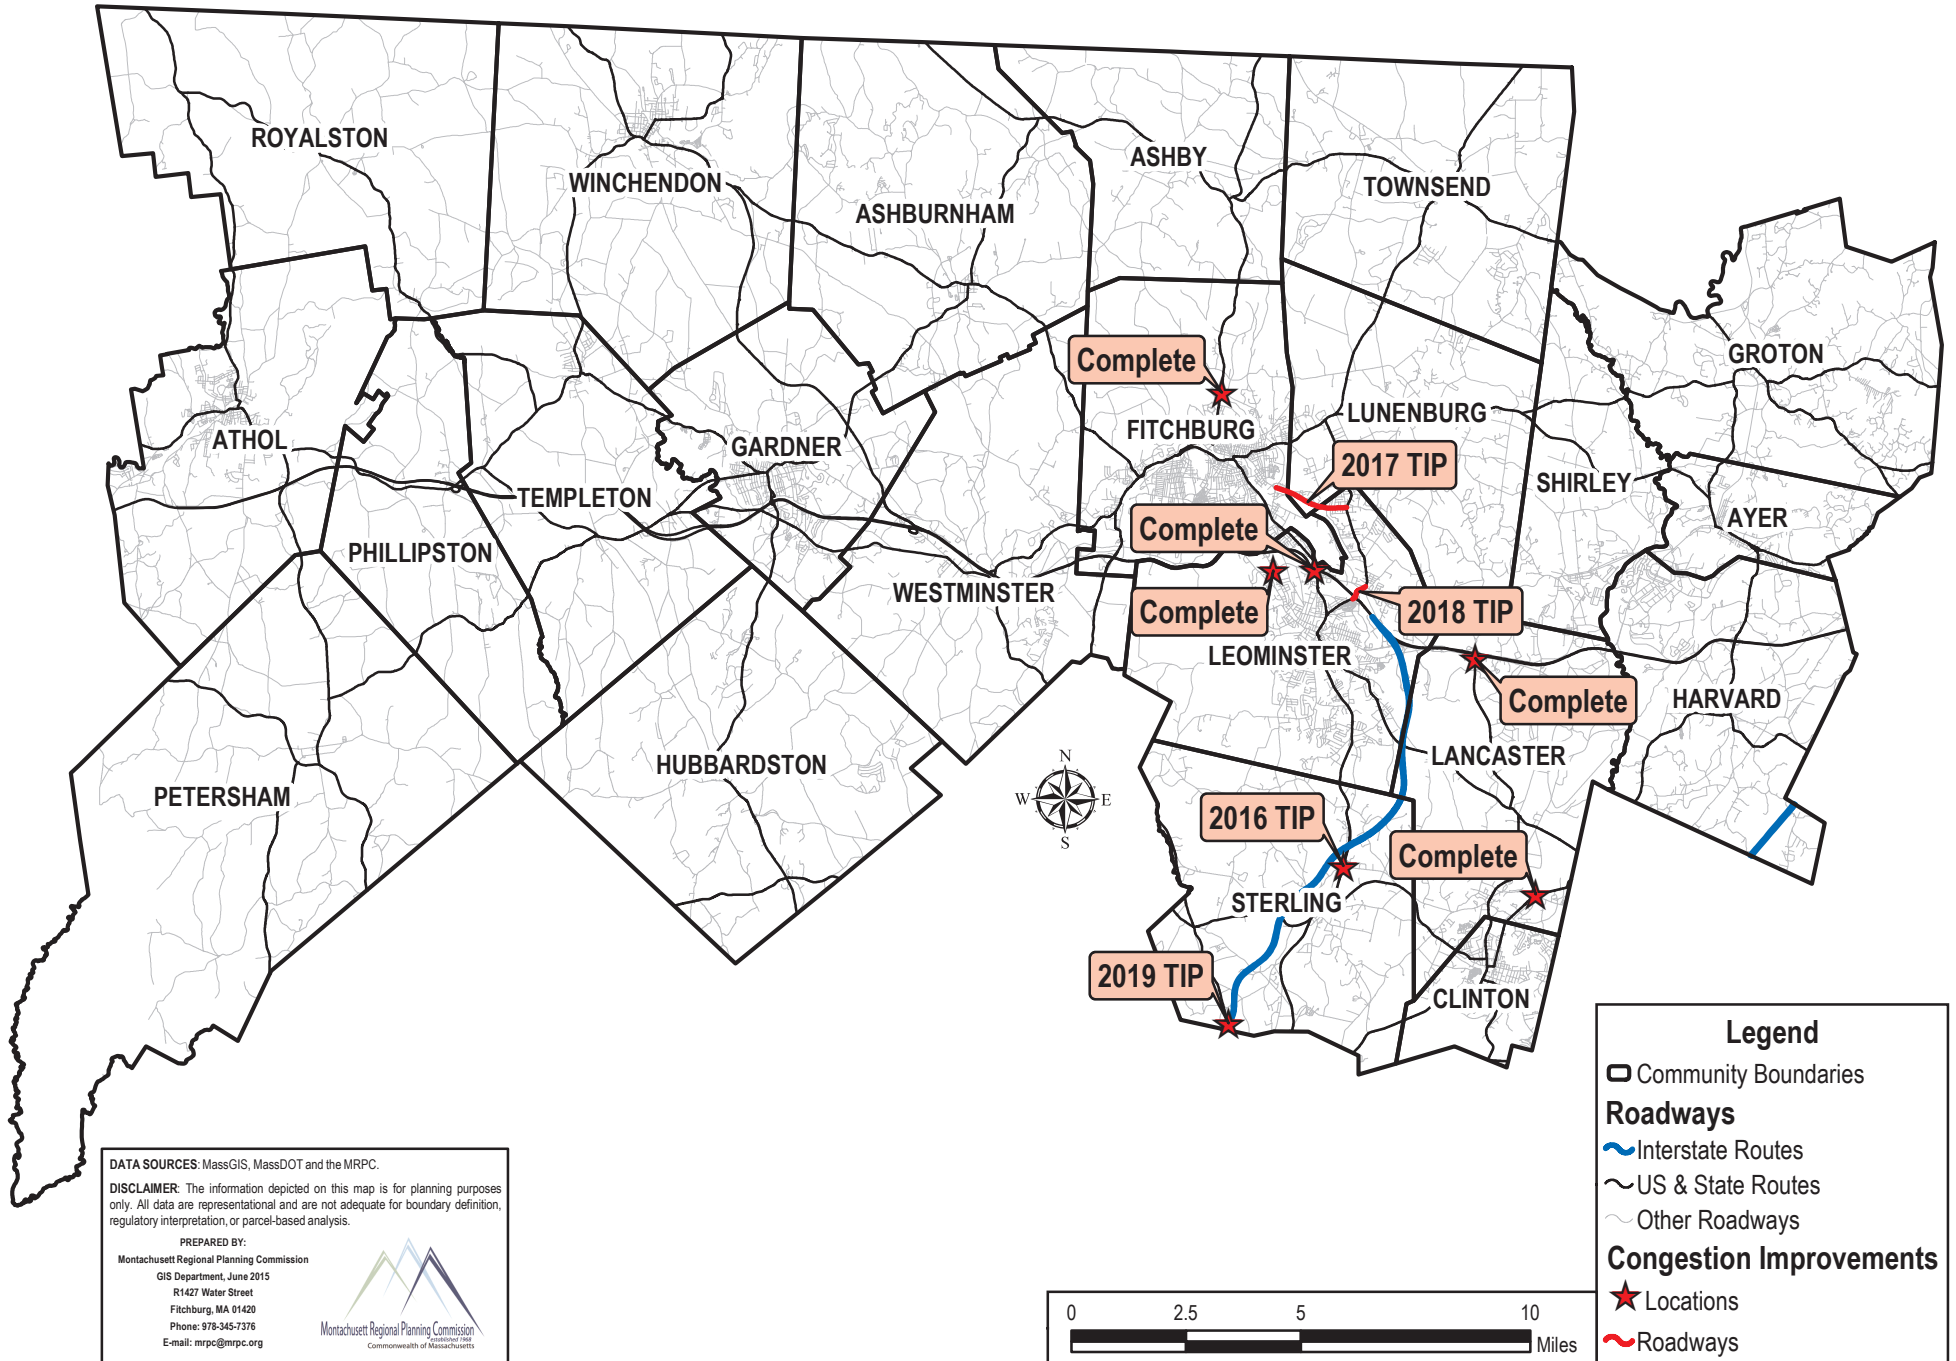 ROYALSTON
WINCHENDON
ASHBURNHAM
ASHBY
TOWNSEND
GROTON
Complete
LUNENBURG
FITCHBURG
ATHOL
GARDNER
2017 TIP
SHIRLEY
TEMPLETON
AYER
Complete
PHILLIPSTON
WESTMINSTER
Complete
2018 TIP
LEOMINSTER
Complete
HARVARD
LANCASTER
HUBBARDSTON
PETERSHAM
N
W
E
S
2016 TIP
Complete
STERLING
2019 TIP
CLINTON
Legend
Community Boundaries
Roadways
Interstate Routes
US & State Routes
Other Roadways
Congestion Improvements
Locations
Roadways
DATA SOURCES: MassGIS, MassDOT and the MRPC.
DISCLAIMER: The information depicted on this map is for planning purposes
only. All data are representational and are not adequate for boundary definition,
regulatory interpretation, or parcel-based analysis.
PREPARED BY:
Montachusett Regional Planning Commission
GIS Department, June 2015
R1427 Water Street
Fitchburg, MA 01420
Phone: 978-345-7376
E-mail: mrpc@mrpc.org
Montachusett Regional Planning Commission
established 1968
Commonwealth of Massachusetts
0 2.5 5 10
Miles